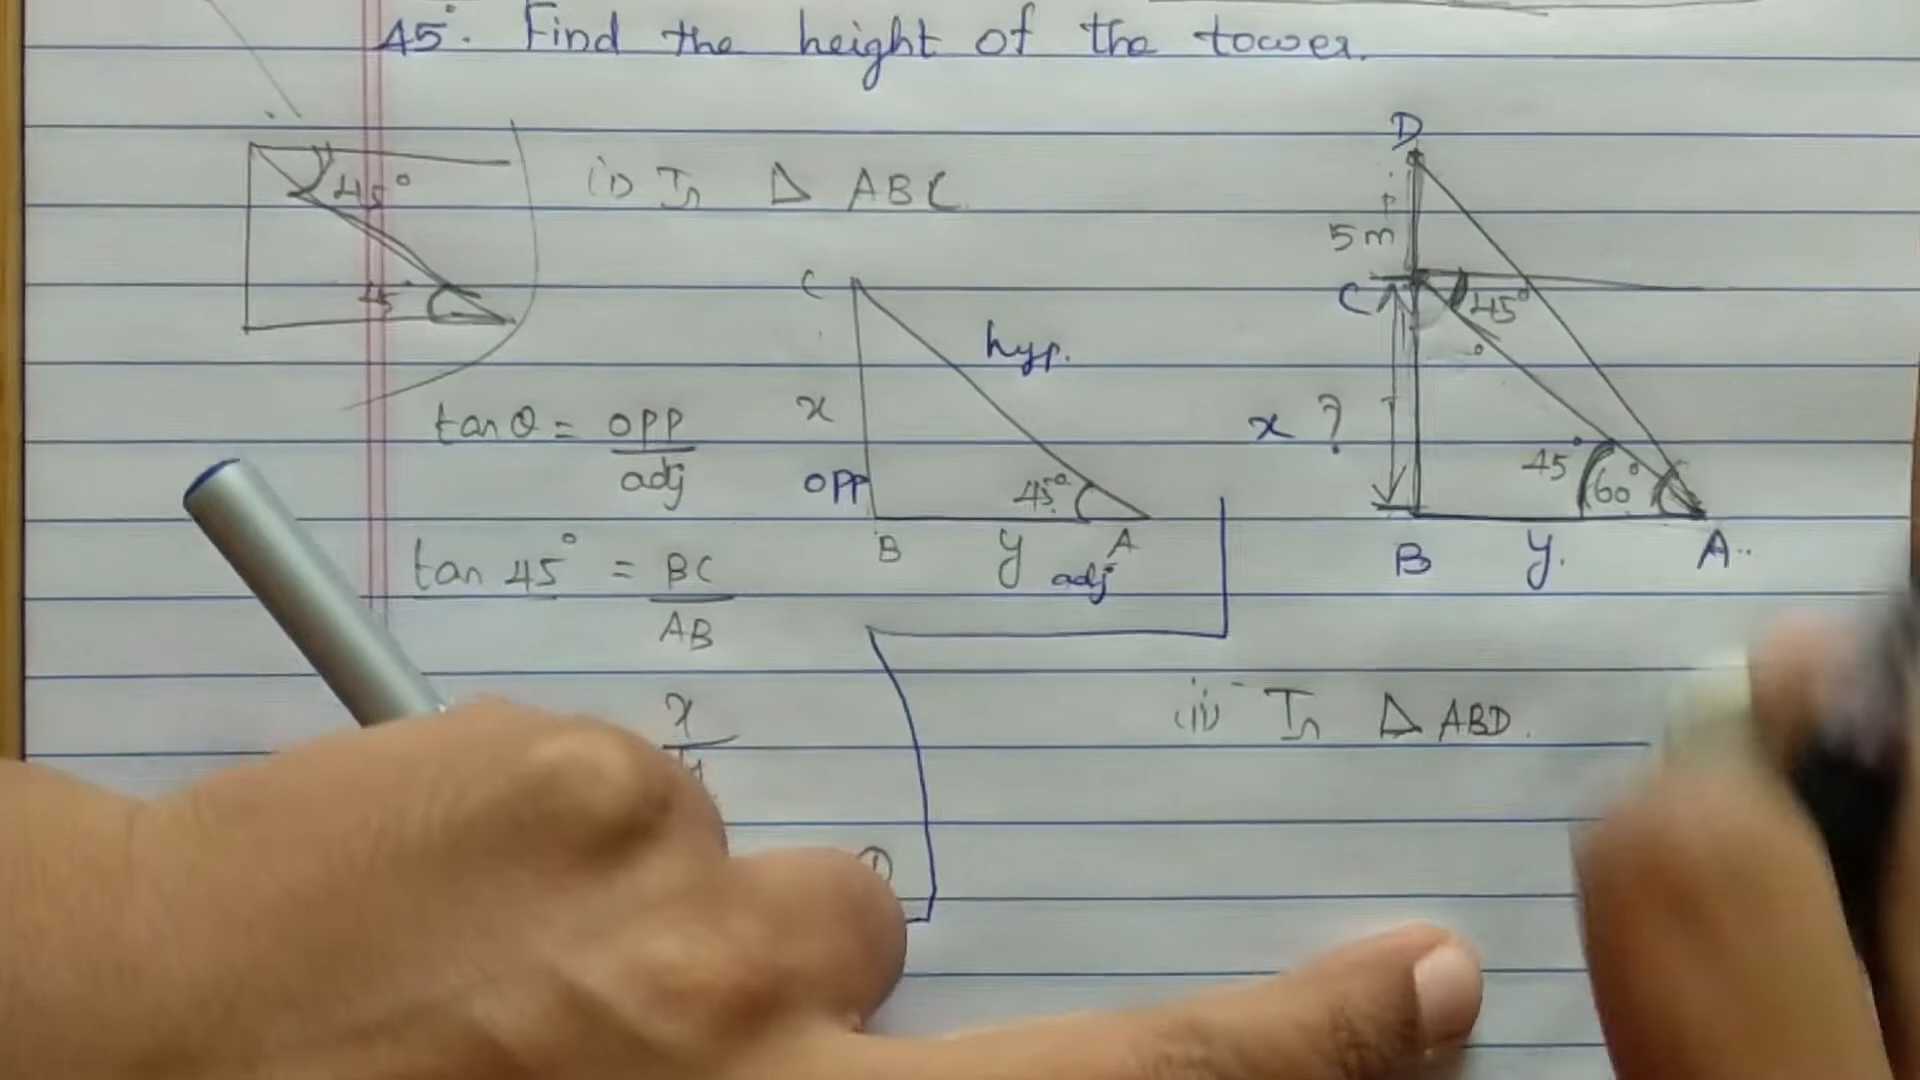 45°. Find the height of the tower.
45°
45°
(i) In Δ ABC
C
hyp.
x
opp
45°
B y A
adj
tan θ = opp / adj
tan 45° = BC / AB
x
①
D
5 m
C 45°
x ?
45° 60°
B y. A
(ii) In Δ ABD.